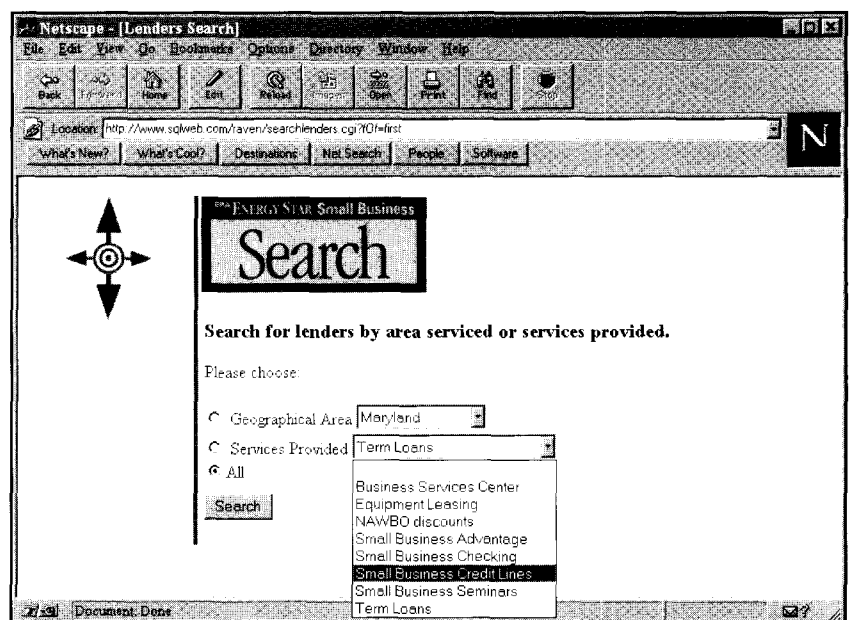 Netscape - [Lenders Search]
File Edit View Go Bookmarks Options Directory Window Help
Back Forward Home Edit Reload Images Open Print Find Stop
Location: http://www.sqlweb.com/raven/searchlenders.cgi?fOf=first
N
What's New? What's Cool? Destinations Net Search People Software
EPA ENERGY STAR Small Business
Search
Search for lenders by area serviced or services provided.
Please choose:
Geographical Area Maryland
Services Provided Term Loans
All
Search
Business Services Center
Equipment Leasing
NAWBO discounts
Small Business Advantage
Small Business Checking
Small Business Credit Lines
Small Business Seminars
Term Loans
Document: Done